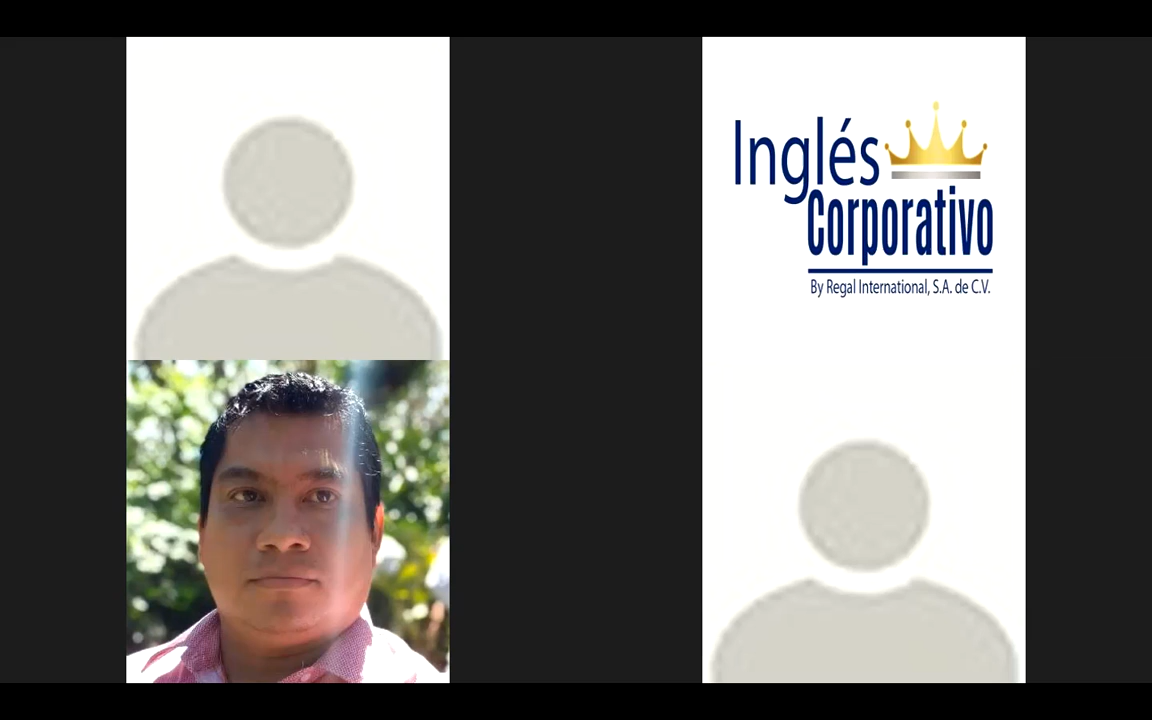 Inglés
Corporativo
By Regal International, S.A. de C.V.